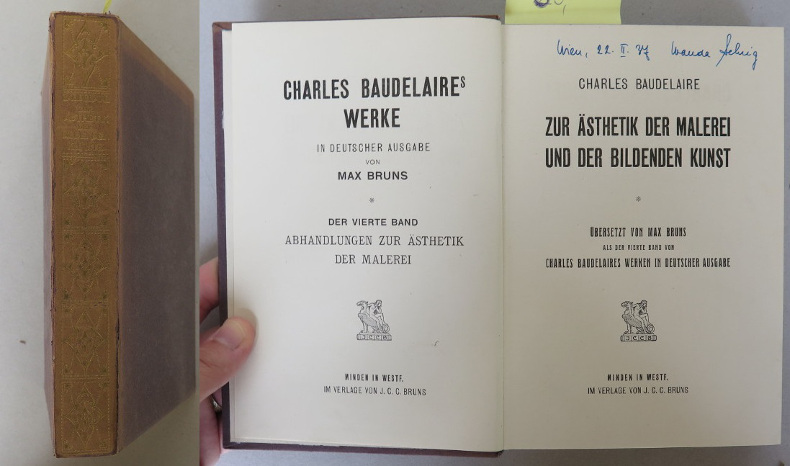 CHARLES BAUDELAIRES
WERKE
IN DEUTSCHER AUSGABE
VON
MAX BRUNS
DER VIERTE BAND
ABHANDLUNGEN ZUR ÄSTHETIK
DER MALEREI
J.C.C.B.
MINDEN IN WESTF.
IM VERLAGE VON J. C. C. BRUNS
Wien, 22. II. 37
CHARLES BAUDELAIRE
ZUR ÄSTHETIK DER MALEREI
UND DER BILDENDEN KUNST
ÜBERSETZT VON MAX BRUNS
ALS DER VIERTE BAND VON
CHARLES BAUDELAIRES WERKEN IN DEUTSCHER AUSGABE
J.C.C.B.
MINDEN IN WESTF.
IM VERLAGE VON J. C. C. BRUNS